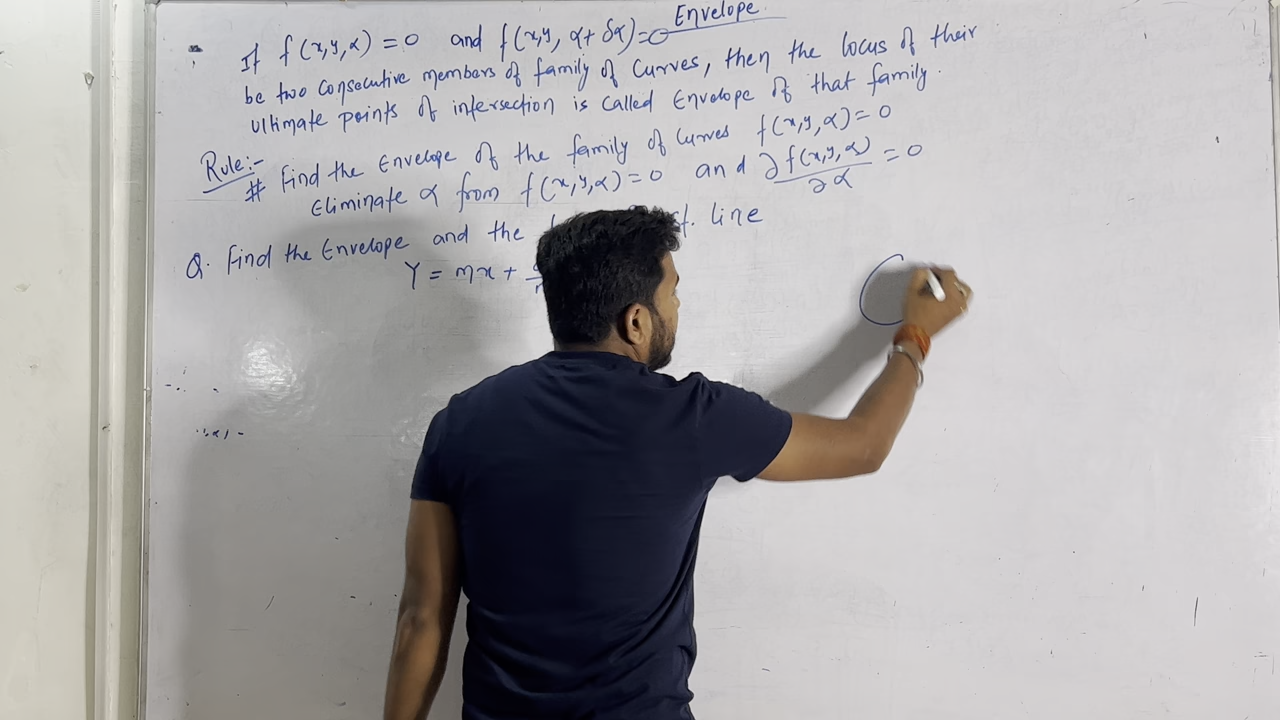 Envelope.
If f(x,y,α) = 0 and f(x,y, α+δα)=0
be two consecutive members of family of Curves, then the locus of their
ultimate points of intersection is called Envelope of that family.
Rule:-
# Find the Envelope of the family of Curves f(x,y,α) = 0
Eliminate α from f(x,y,α) = 0 and ∂f(x,y,α)/∂α = 0
Q. Find the Envelope and the line
Y = mx +